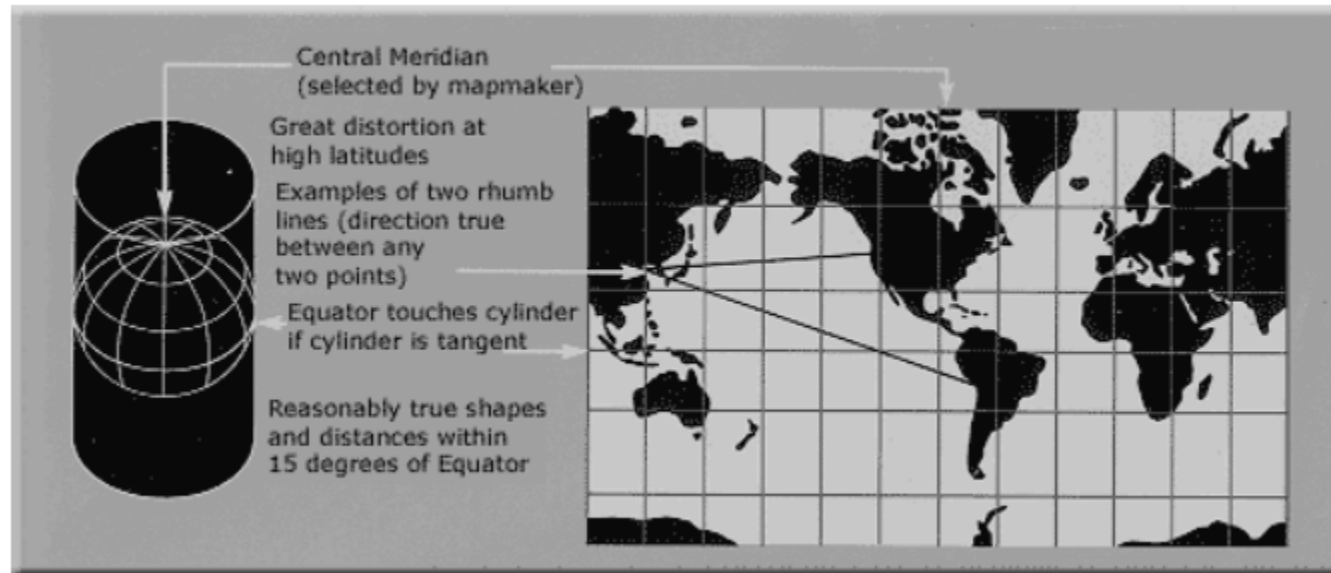 Central Meridian
(selected by mapmaker)
Great distortion at
high latitudes
Examples of two rhumb
lines (direction true
between any
two points)
Equator touches cylinder
if cylinder is tangent
Reasonably true shapes
and distances within
15 degrees of Equator